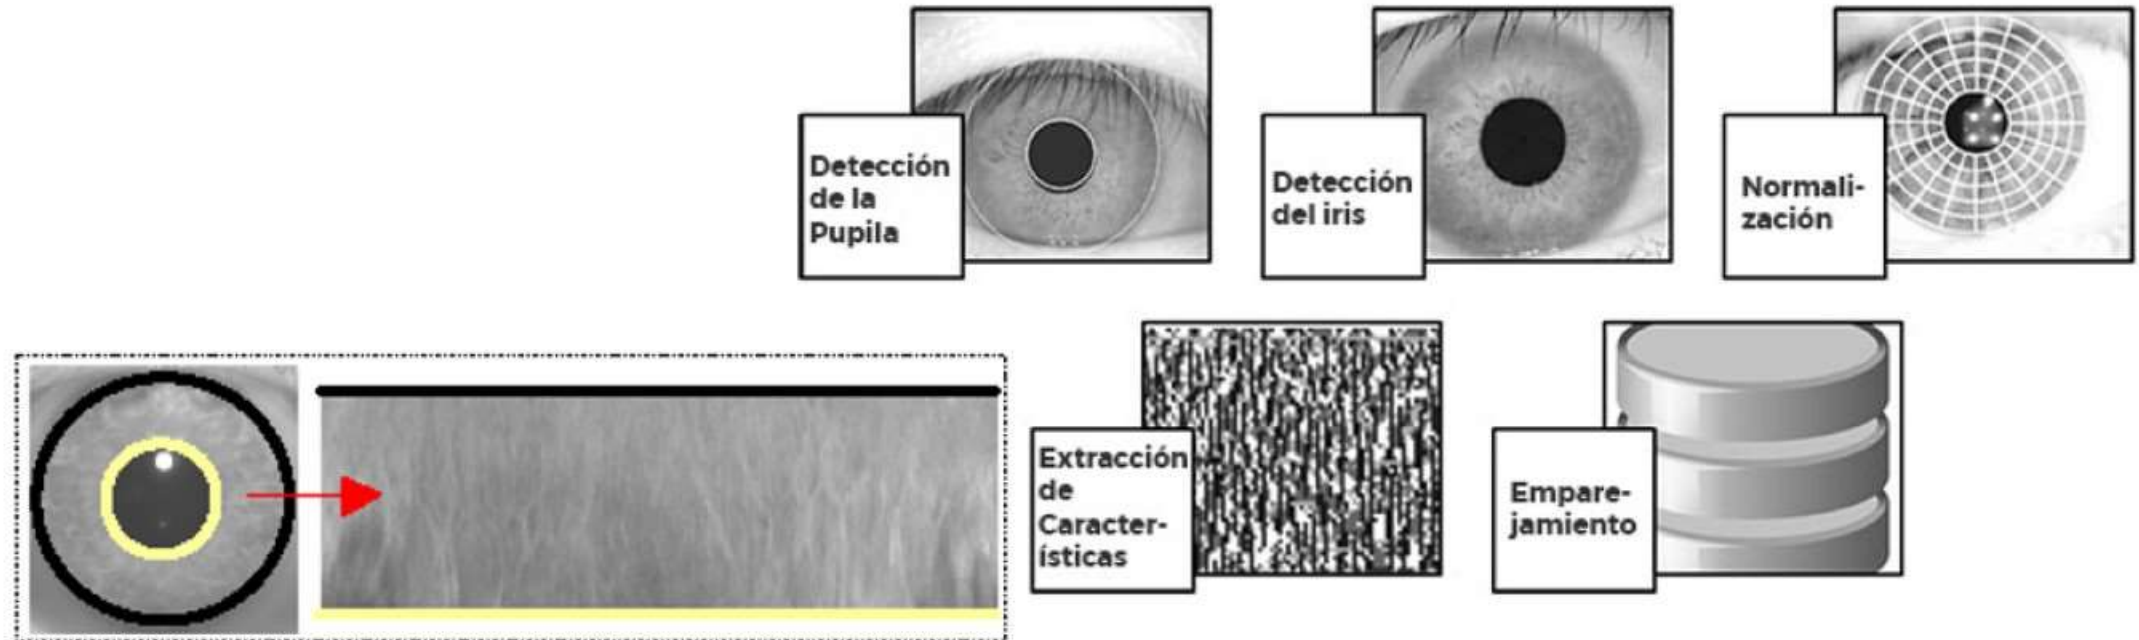 Detección
de la
Pupila
Detección
del iris
Normali-
zación
Extracción
de
Caracter-
ísticas
Empare-
jamiento